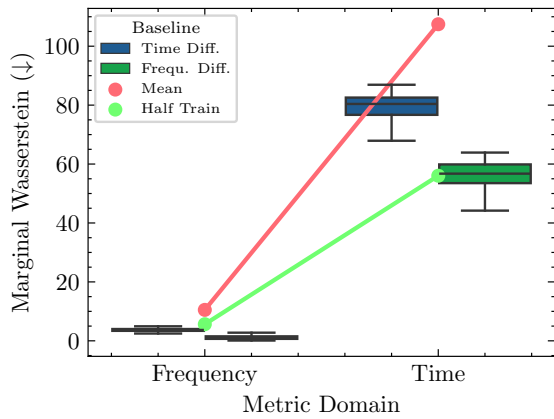 Baseline
Time Diff.
Frequ. Diff.
Mean
Half Train
Marginal Wasserstein (↓)
100
80
60
40
20
0
Frequency
Time
Metric Domain